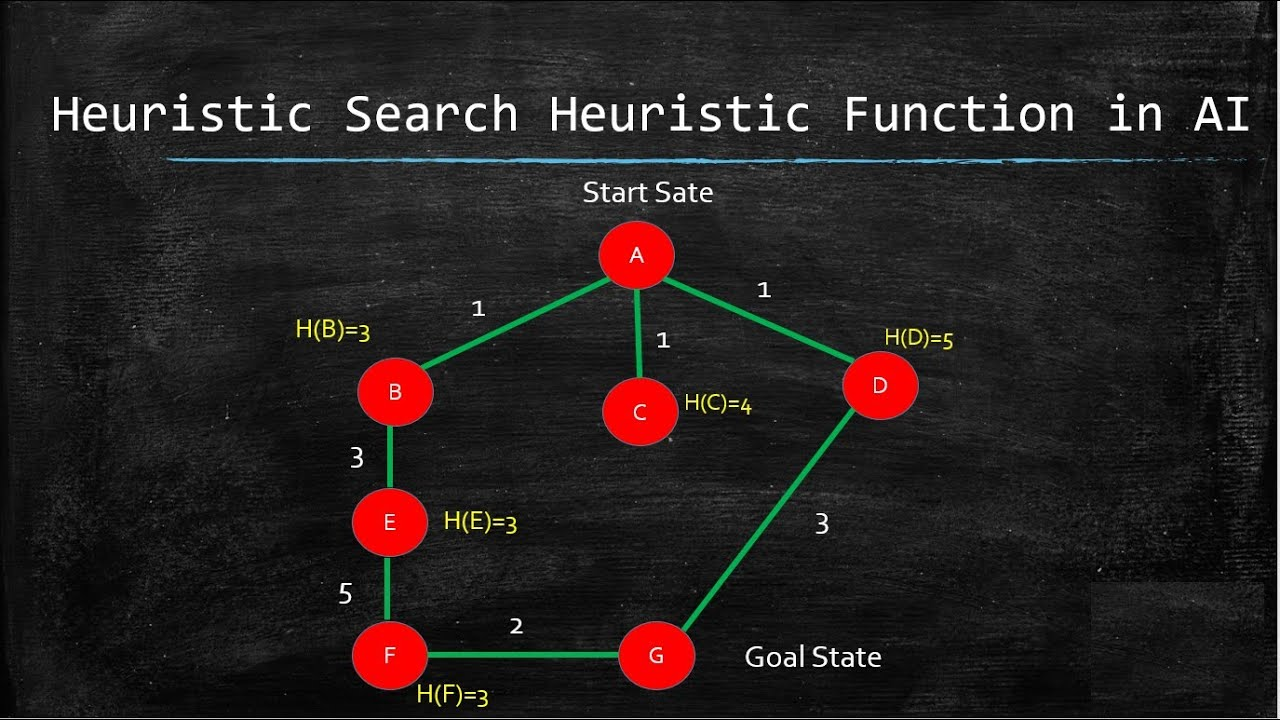 Heuristic Search Heuristic Function in AI
Start Sate
A
1
1
1
H(B)=3
H(D)=5
B
C
H(C)=4
D
3
E
H(E)=3
3
5
2
F
G
Goal State
H(F)=3